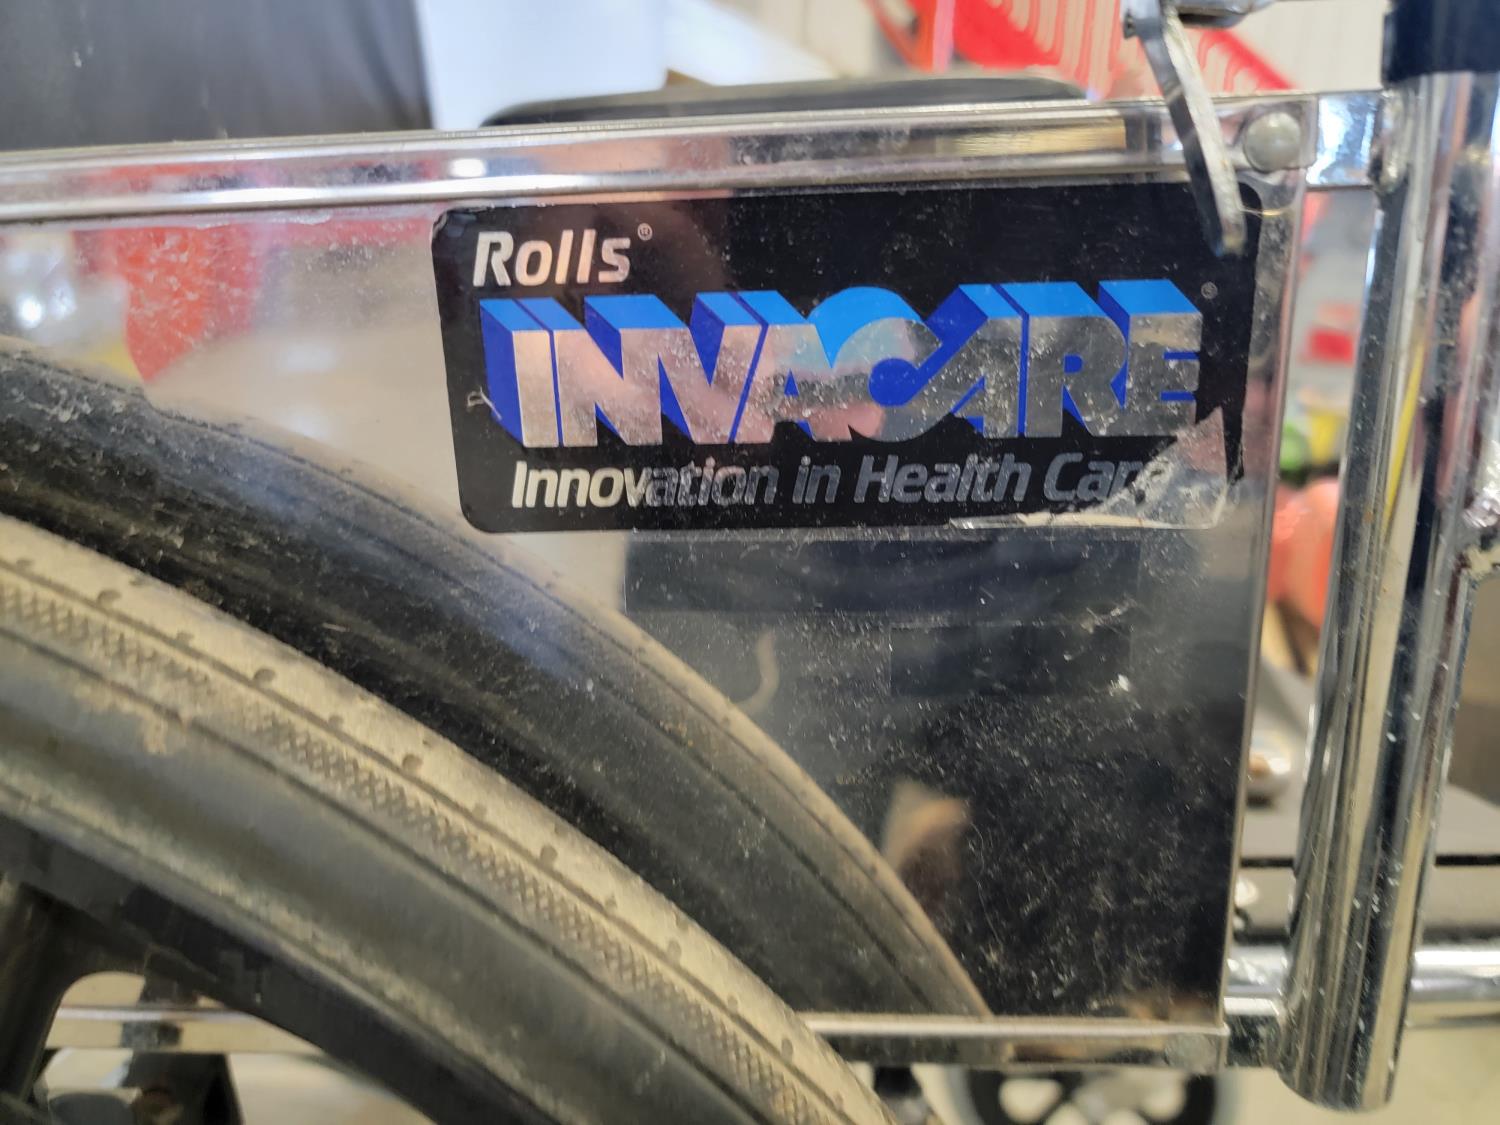 Rolls®
INVACARE®
Innovation in Health Care